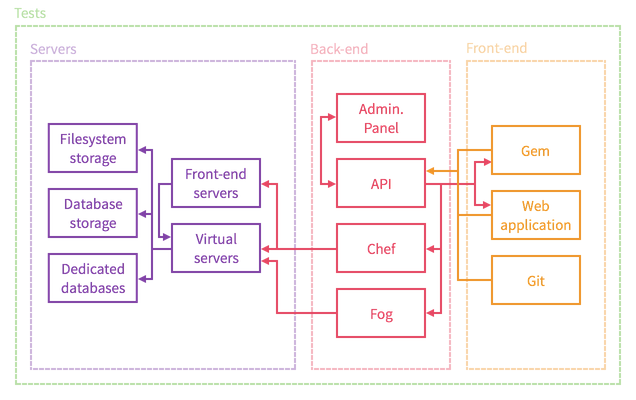 Tests
Servers
Back-end
Front-end
Filesystem
storage
Database
storage
Dedicated
databases
Front-end
servers
Virtual
servers
Admin.
Panel
API
Chef
Fog
Gem
Web
application
Git